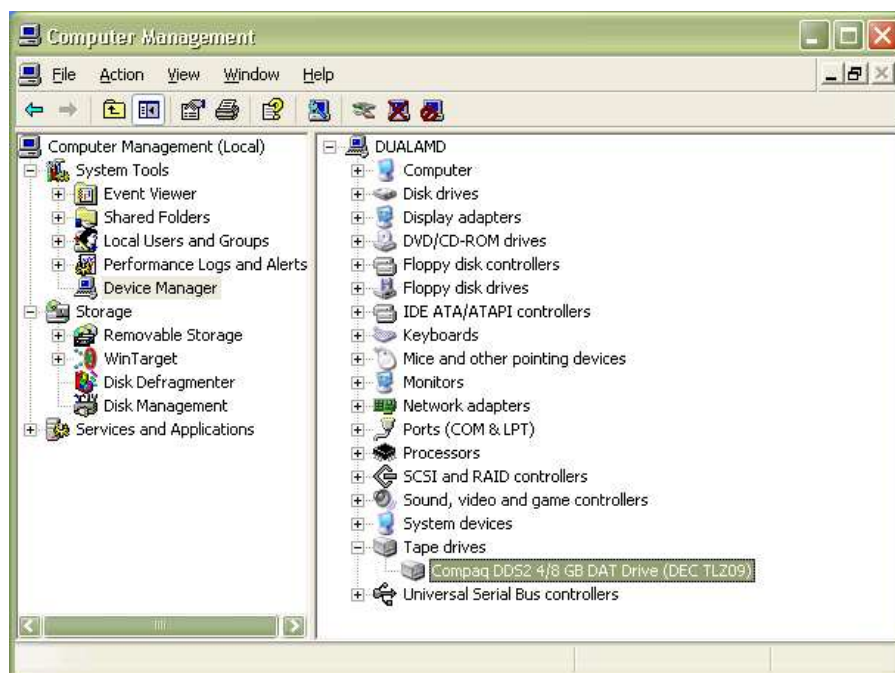 Computer Management
File Action View Window Help
Computer Management (Local)
System Tools
Event Viewer
Shared Folders
Local Users and Groups
Performance Logs and Alerts
Device Manager
Storage
Removable Storage
WinTarget
Disk Defragmenter
Disk Management
Services and Applications
DUALAMD
Computer
Disk drives
Display adapters
DVD/CD-ROM drives
Floppy disk controllers
Floppy disk drives
IDE ATA/ATAPI controllers
Keyboards
Mice and other pointing devices
Monitors
Network adapters
Ports (COM & LPT)
Processors
SCSI and RAID controllers
Sound, video and game controllers
System devices
Tape drives
Compaq DDS2 4/8 GB DAT Drive (DEC TLZ09)
Universal Serial Bus controllers